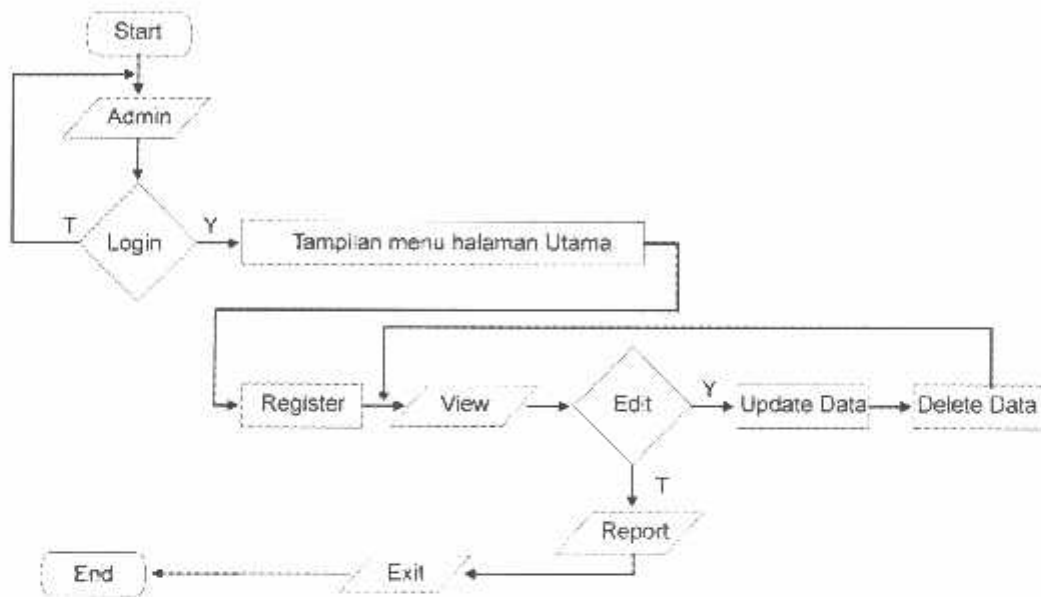 Start
Admin
T
Login
Y
Tampilan menu halaman Utama
Register
View
Edit
Y
Update Data
Delete Data
T
Report
Exit
End